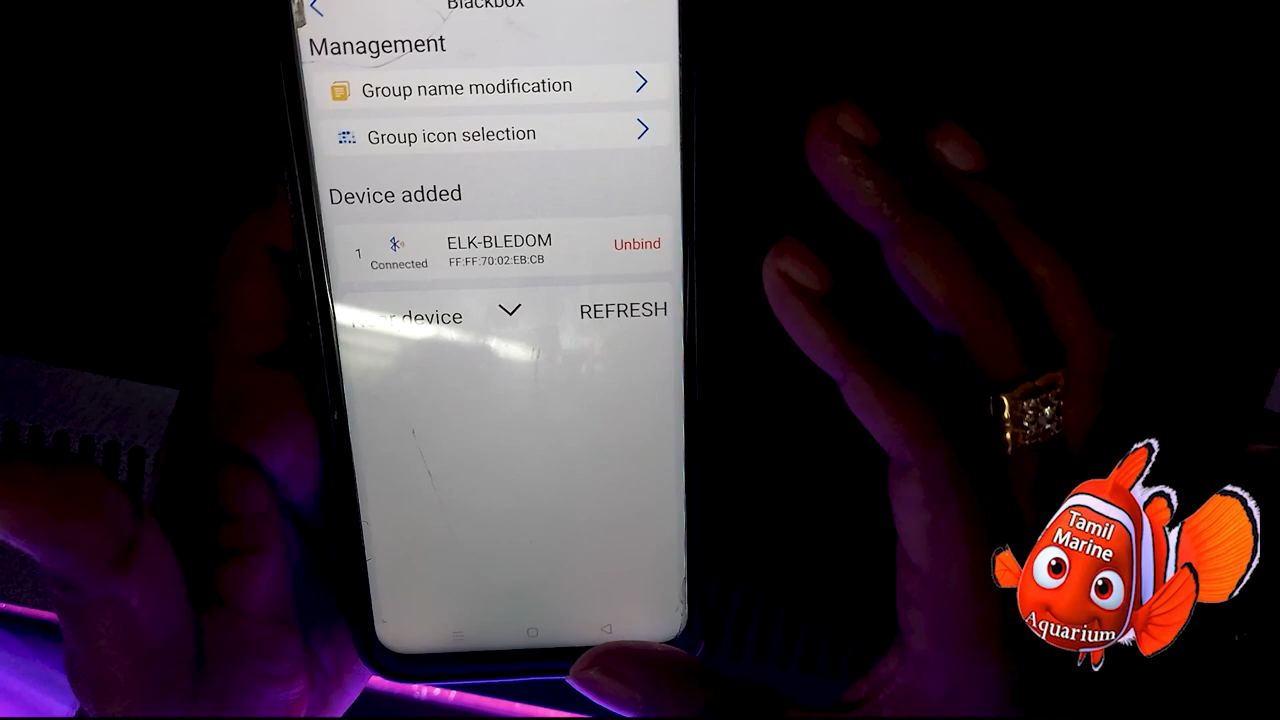 Blackbox
Management
Group name modification
Group icon selection
Device added
1
Connected
ELK-BLEDOM
FF:FF:70:02:EB:CB
Unbind
device
REFRESH
Tamil
Marine
Aquarium